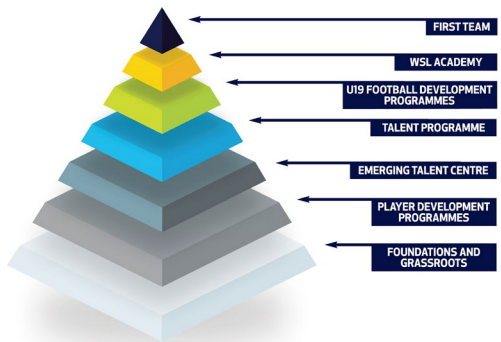 FIRST TEAM
WSL ACADEMY
U19 FOOTBALL DEVELOPMENT
PROGRAMMES
TALENT PROGRAMME
EMERGING TALENT CENTRE
PLAYER DEVELOPMENT
PROGRAMMES
FOUNDATIONS AND
GRASSROOTS